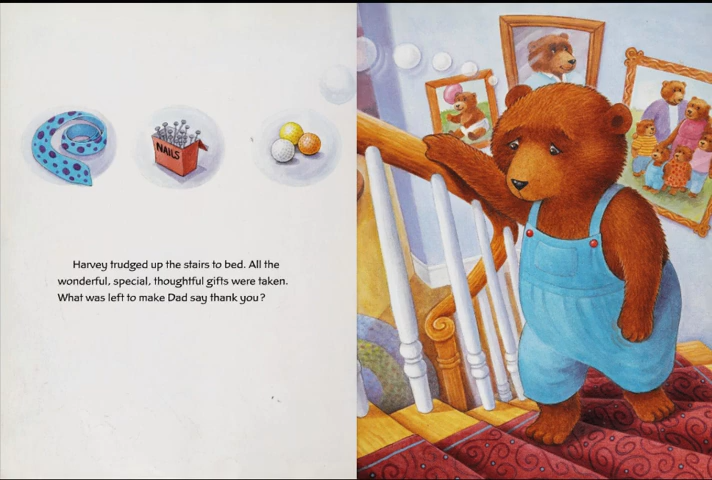 NAILS
Harvey trudged up the stairs to bed. All the
wonderful, special, thoughtful gifts were taken.
What was left to make Dad say thank you?